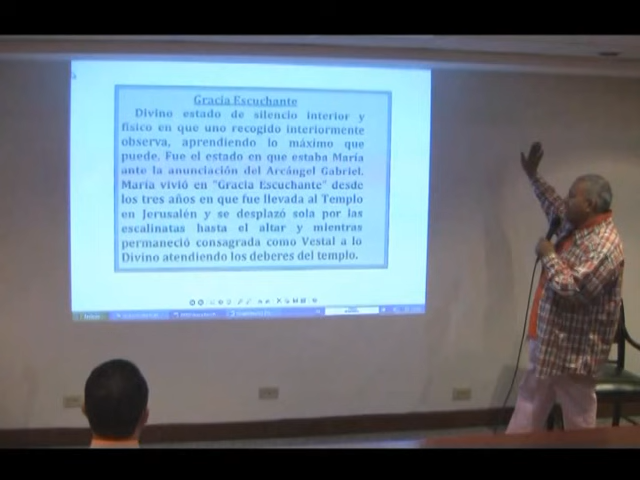 Gracia Escuchante
Divino estado de silencio interior y
físico en que uno recogido interiormente
observa, aprendiendo lo máximo que
puede. Fue el estado en que estaba María
ante la anunciación del Arcángel Gabriel.
María vivió en "Gracia Escuchante" desde
los tres años en que fue llevada al Templo
en Jerusalén y se desplazó sola por las
escalinatas hasta el altar y mientras
permaneció consagrada como Vestal a lo
Divino atendiendo los deberes del templo.